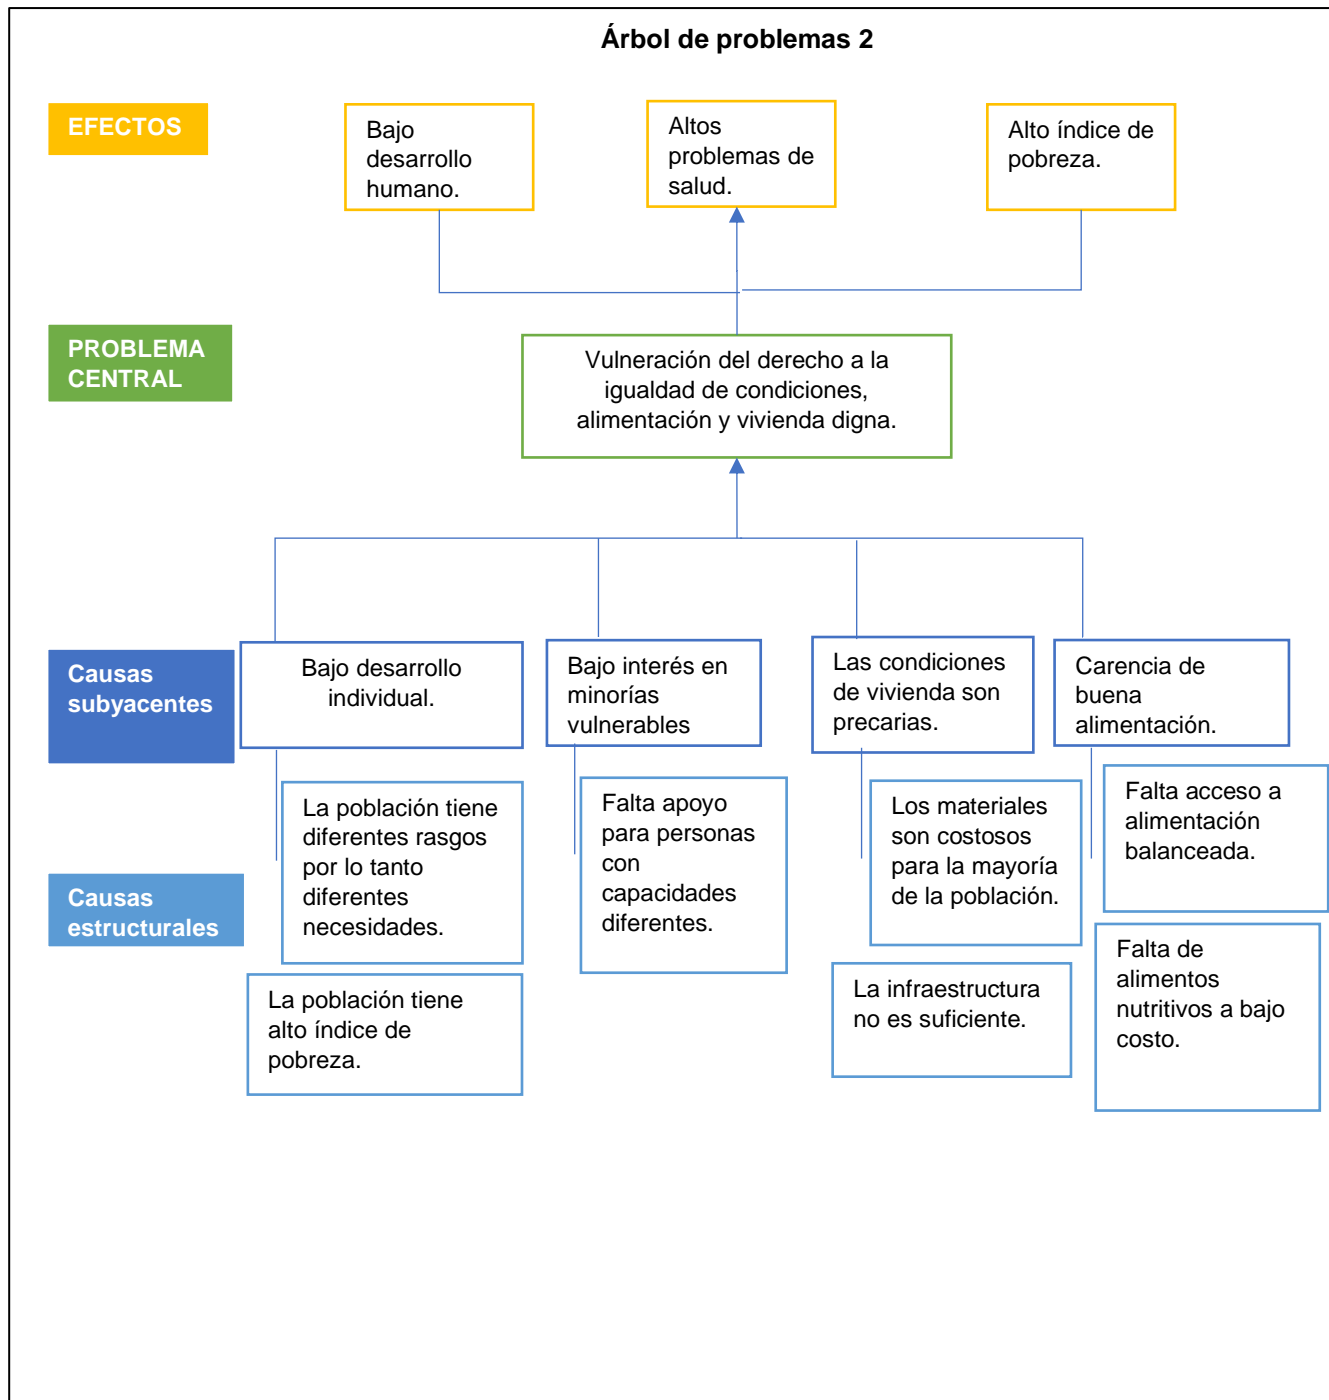 Árbol de problemas 2
EFECTOS
Bajo
desarrollo
humano.
Altos
problemas de
salud.
Alto índice de
pobreza.
PROBLEMA
CENTRAL
Vulneración del derecho a la
igualdad de condiciones,
alimentación y vivienda digna.
Causas
subyacentes
Bajo desarrollo
individual.
Bajo interés en
minorías
vulnerables
Las condiciones
de vivienda son
precarias.
Carencia de
buena
alimentación.
Causas
estructurales
La población tiene
diferentes rasgos
por lo tanto
diferentes
necesidades.
Falta apoyo
para personas
con
capacidades
diferentes.
Los materiales
son costosos
para la mayoría
de la población.
Falta acceso a
alimentación
balanceada.
La población tiene
alto índice de
pobreza.
La infraestructura
no es suficiente.
Falta de
alimentos
nutritivos a bajo
costo.